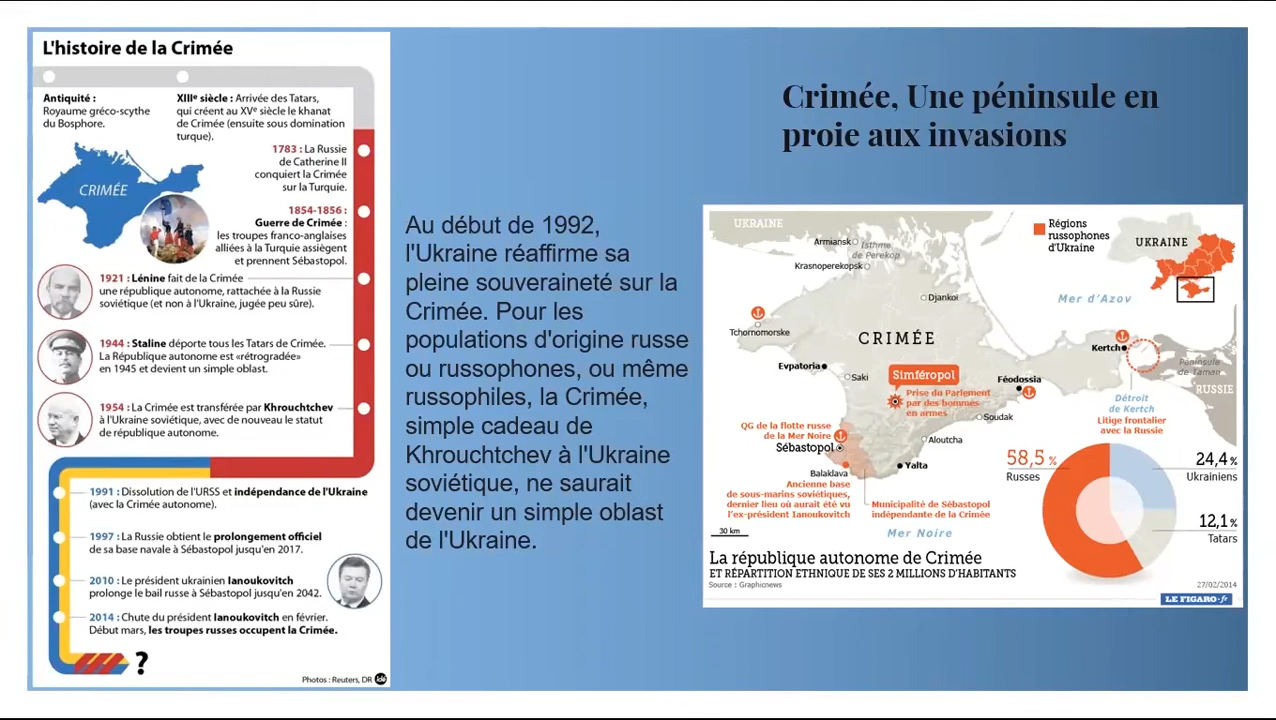 L'histoire de la Crimée
Antiquité :
Royaume gréco-scythe
du Bosphore.
XIIIᵉ siècle : Arrivée des Tatars,
qui créent au XVᵉ siècle le khanat
de Crimée (ensuite sous domination
turque).
1783 : La Russie
de Catherine II
conquiert la Crimée
sur la Turquie.
CRIMÉE
1854-1856 :
Guerre de Crimée :
les troupes franco-anglaises
alliées à la Turquie assiègent
et prennent Sébastopol.
1921 : Lénine fait de la Crimée
une république autonome, rattachée à la Russie
soviétique (et non à l'Ukraine, jugée peu sûre).
1944 : Staline déporte tous les Tatars de Crimée.
La République autonome est «rétrogradée»
en 1945 et devient un simple oblast.
1954 : La Crimée est transférée par Khrouchtchev
à l'Ukraine soviétique, avec de nouveau le statut
de république autonome.
1991 : Dissolution de l'URSS et indépendance de l'Ukraine
(avec la Crimée autonome).
1997 : La Russie obtient le prolongement officiel
de sa base navale à Sébastopol jusqu'en 2017.
2010 : Le président ukrainien Ianoukovitch
prolonge le bail russe à Sébastopol jusqu'en 2042.
2014 : Chute du président Ianoukovitch en février.
Début mars, les troupes russes occupent la Crimée.
?
Photos : Reuters, DR
idé
Au début de 1992,
l'Ukraine réaffirme sa
pleine souveraineté sur la
Crimée. Pour les
populations d'origine russe
ou russophones, ou même
russophiles, la Crimée,
simple cadeau de
Khrouchtchev à l'Ukraine
soviétique, ne saurait
devenir un simple oblast
de l'Ukraine.
Crimée, Une péninsule en
proie aux invasions
UKRAINE
Armiansk
Isthme
de Perekop
Krasnoperekopsk
Djankoi
Régions
russophones
d'Ukraine
UKRAINE
Mer d'Azov
Tchornomorske
CRIMÉE
Kertch
Péninsule
de Taman
RUSSIE
Evpatoria
Saki
Simféropol
Prise du Parlement
par des hommes
en armes
Féodossia
Détroit
de Kertch
Litige frontalier
avec la Russie
Soudak
QG de la flotte russe
de la Mer Noire
Sébastopol
Aloutcha
Balaklava
Yalta
Ancienne base
de sous-marins soviétiques,
dernier lieu où aurait été vu
l'ex-président Ianoukovitch
Municipalité de Sébastopol
indépendante de la Crimée
Mer Noire
30 km
58,5 %
Russes
24,4 %
Ukrainiens
12,1 %
Tatars
La république autonome de Crimée
ET RÉPARTITION ETHNIQUE DE SES 2 MILLIONS D'HABITANTS
Source : Graphicnews
27/02/2014
LE FIGARO·fr